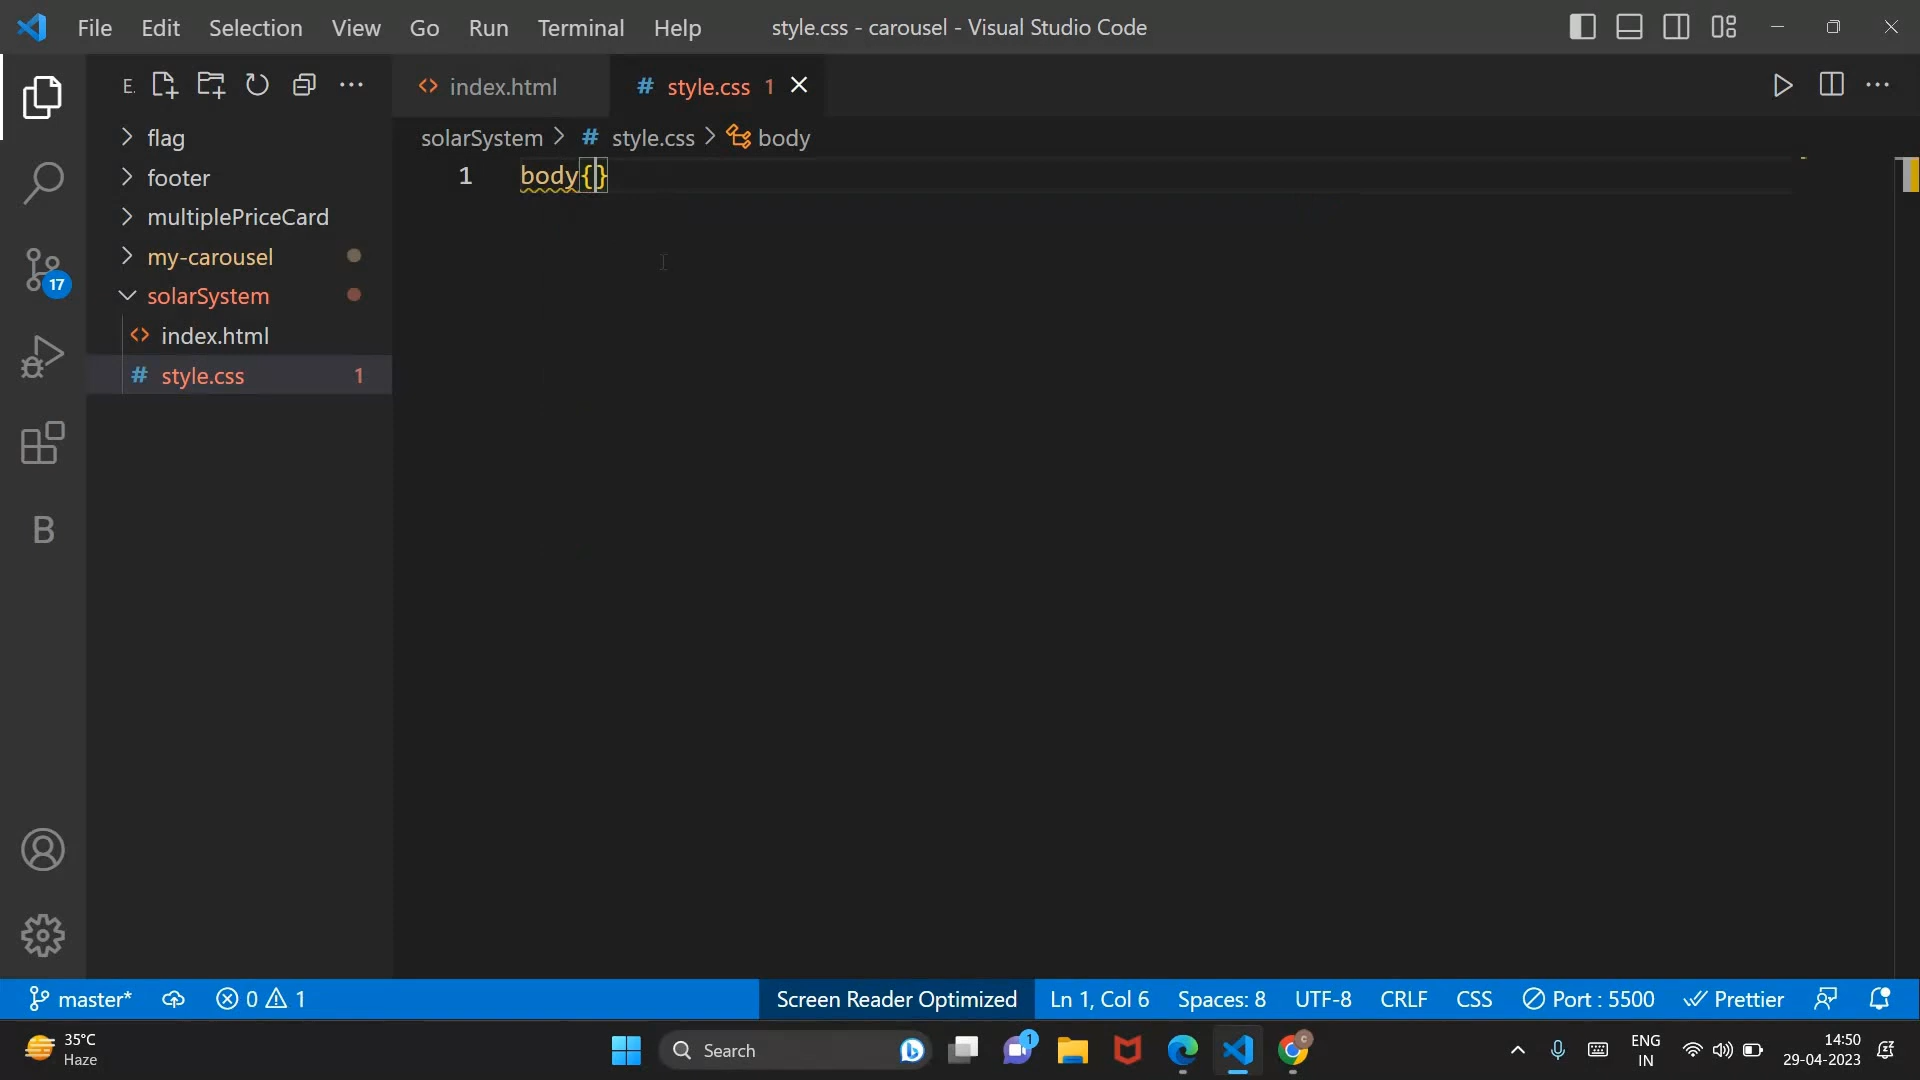 File Edit Selection View Go Run Terminal Help style.css - carousel - Visual Studio Code
E. index.html # style.css 1
solarSystem > # style.css > body
1 body{}
flag
footer
multiplePriceCard
my-carousel
solarSystem
index.html
# style.css 1
17
B
master* 0 1 Screen Reader Optimized Ln 1, Col 6 Spaces: 8 UTF-8 CRLF CSS Port : 5500 Prettier
35°C
Haze
Search
1
ENG
IN
14:50
29-04-2023